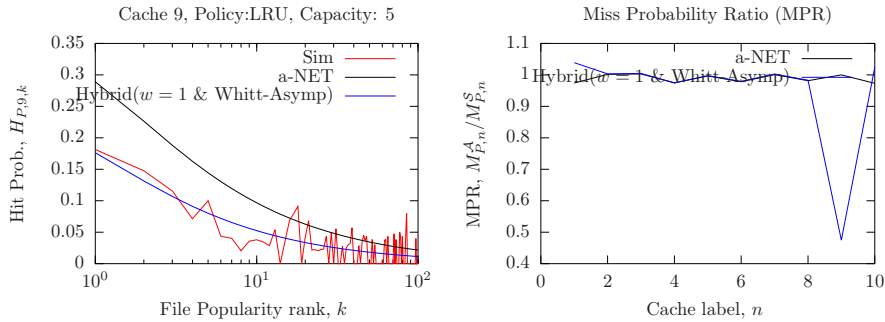 Cache 9, Policy:LRU, Capacity: 5
Hit Prob., H_{P,9,k}
0.35
0.3
0.25
0.2
0.15
0.1
0.05
0
Sim
a-NET
Hybrid(w = 1 & Whitt-Asymp)
10^0
10^1
10^2
File Popularity rank, k
Miss Probability Ratio (MPR)
MPR, M^A_{P,n}/M^S_{P,n}
1.1
1
0.9
0.8
0.7
0.6
0.5
0.4
a-NET
Hybrid(w = 1 & Whitt-Asymp)
0
2
4
6
8
10
Cache label, n